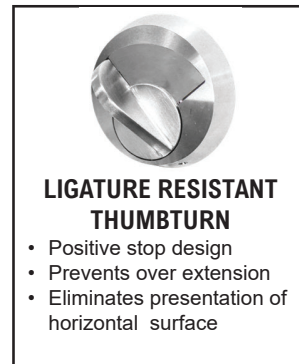 LIGATURE RESISTANT
THUMBTURN
• Positive stop design
• Prevents over extension
• Eliminates presentation of
horizontal surface